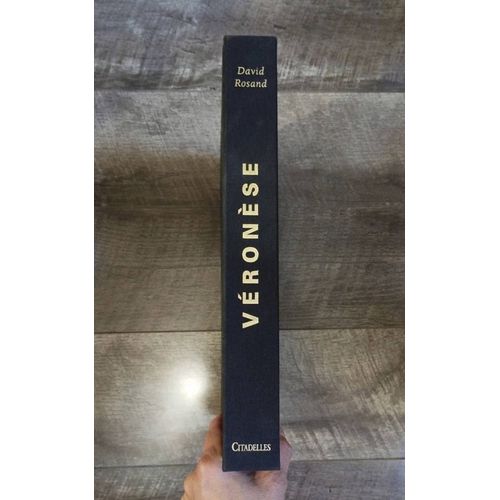 David
Rosand
VÉRONÈSE
CITADELLES